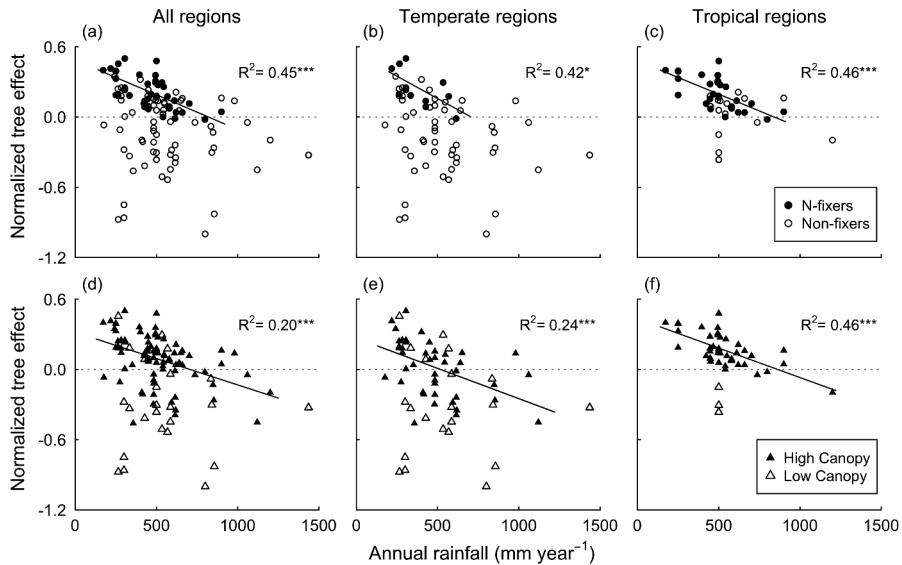 All regions
Temperate regions
Tropical regions
(a)
(b)
(c)
0.6
0.0
-0.6
-1.2
Normalized tree effect
R²= 0.45***
R²= 0.42*
R²= 0.46***
N-fixers
Non-fixers
(d)
(e)
(f)
0.6
0.0
-0.6
-1.2
Normalized tree effect
R²= 0.20***
R²= 0.24***
R²= 0.46***
High Canopy
Low Canopy
0 500 1000 1500
0 500 1000 1500
0 500 1000 1500
Annual rainfall (mm year⁻¹)